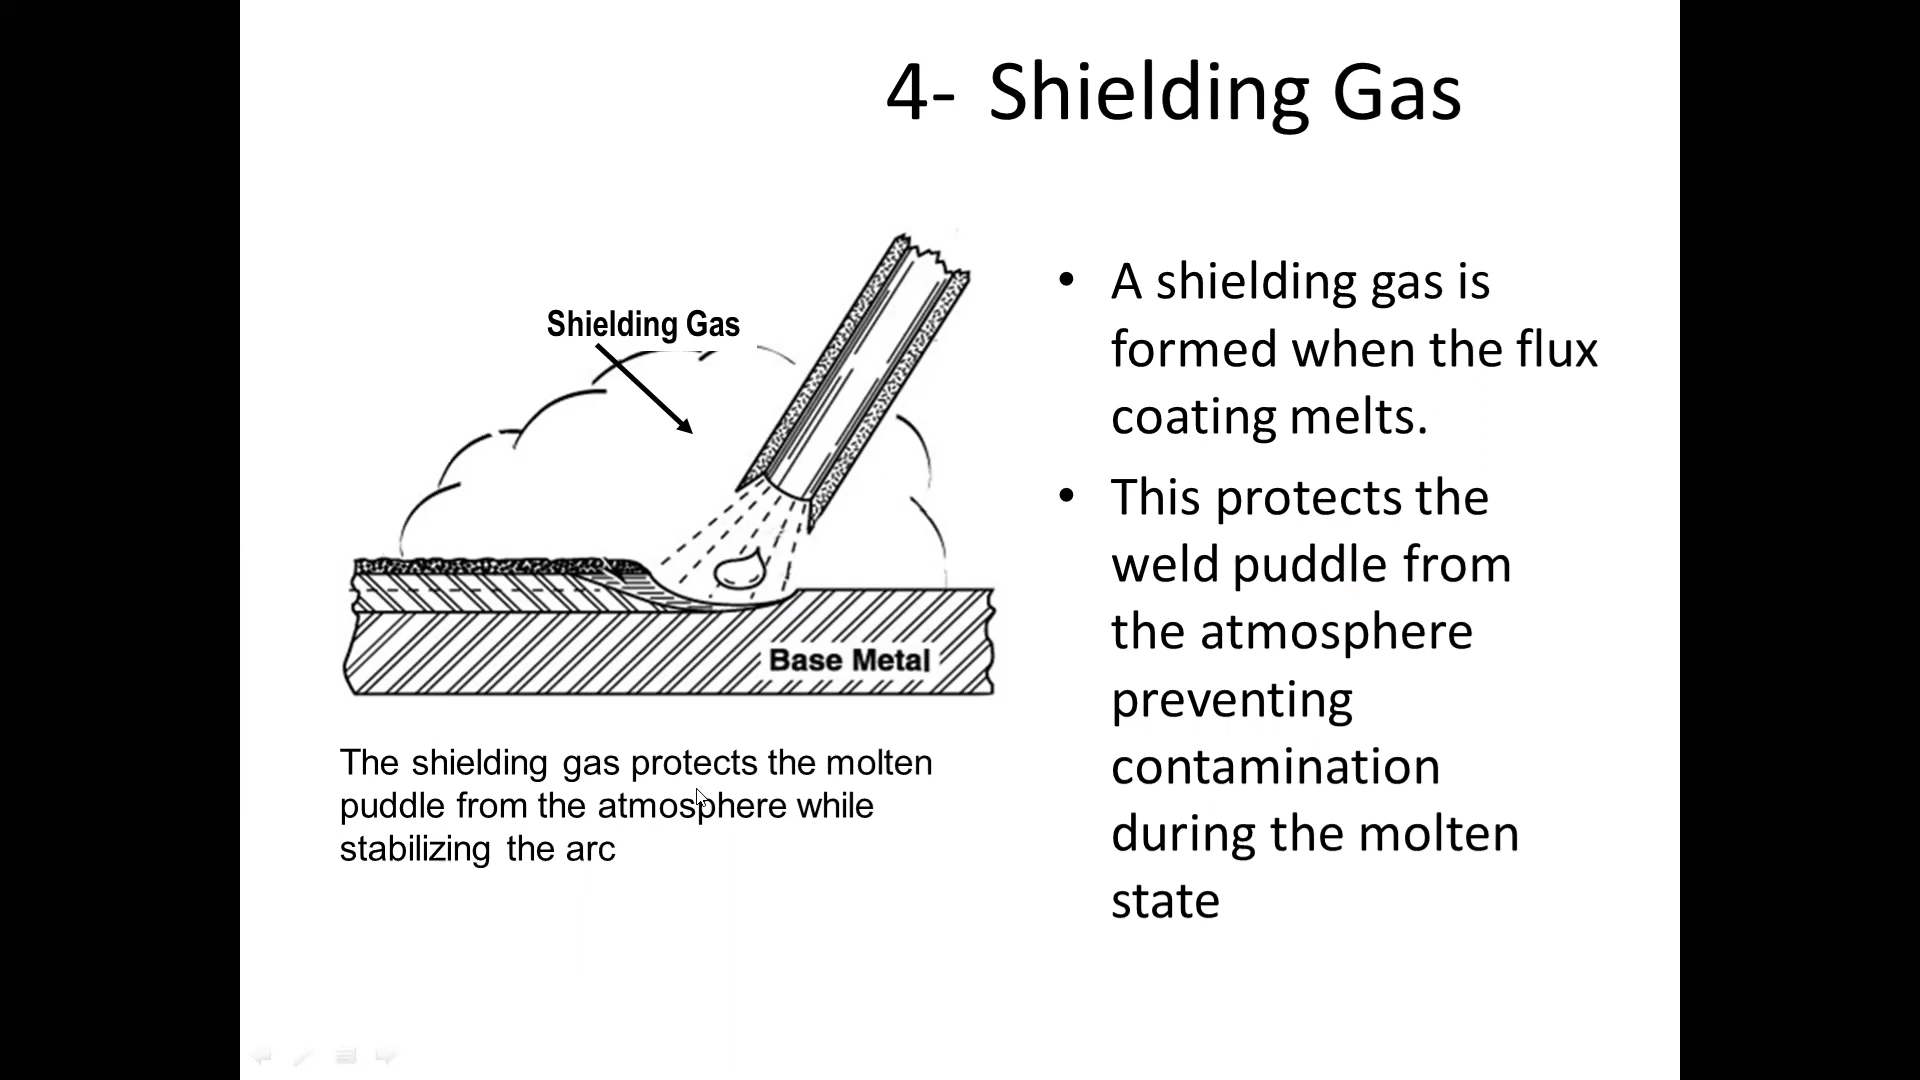 4- Shielding Gas
Shielding Gas
Base Metal
The shielding gas protects the molten
puddle from the atmosphere while
stabilizing the arc
• A shielding gas is
formed when the flux
coating melts.
• This protects the
weld puddle from
the atmosphere
preventing
contamination
during the molten
state